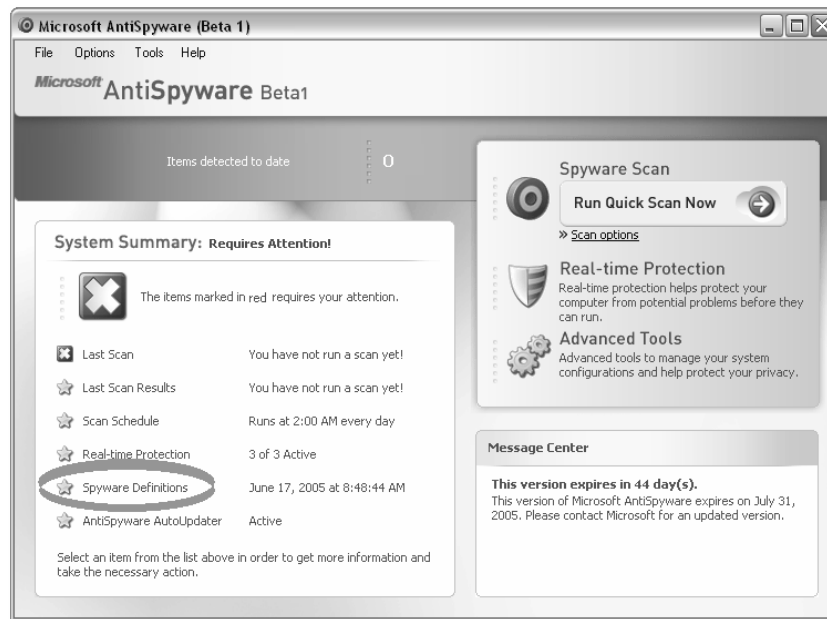 Microsoft AntiSpyware (Beta 1)
File Options Tools Help
Microsoft AntiSpyware Beta1
Items detected to date 0
System Summary: Requires Attention!
The items marked in red requires your attention.
Last Scan You have not run a scan yet!
Last Scan Results You have not run a scan yet!
Scan Schedule Runs at 2:00 AM every day
Real-time Protection 3 of 3 Active
Spyware Definitions June 17, 2005 at 8:48:44 AM
AntiSpyware AutoUpdater Active
Select an item from the list above in order to get more information and
take the necessary action.
Spyware Scan
Run Quick Scan Now
» Scan options
Real-time Protection
Real-time protection helps protect your
computer from potential problems before they
can run.
Advanced Tools
Advanced tools to manage your system
configurations and help protect your privacy.
Message Center
This version expires in 44 day(s).
This version of Microsoft AntiSpyware expires on July 31,
2005. Please contact Microsoft for an updated version.